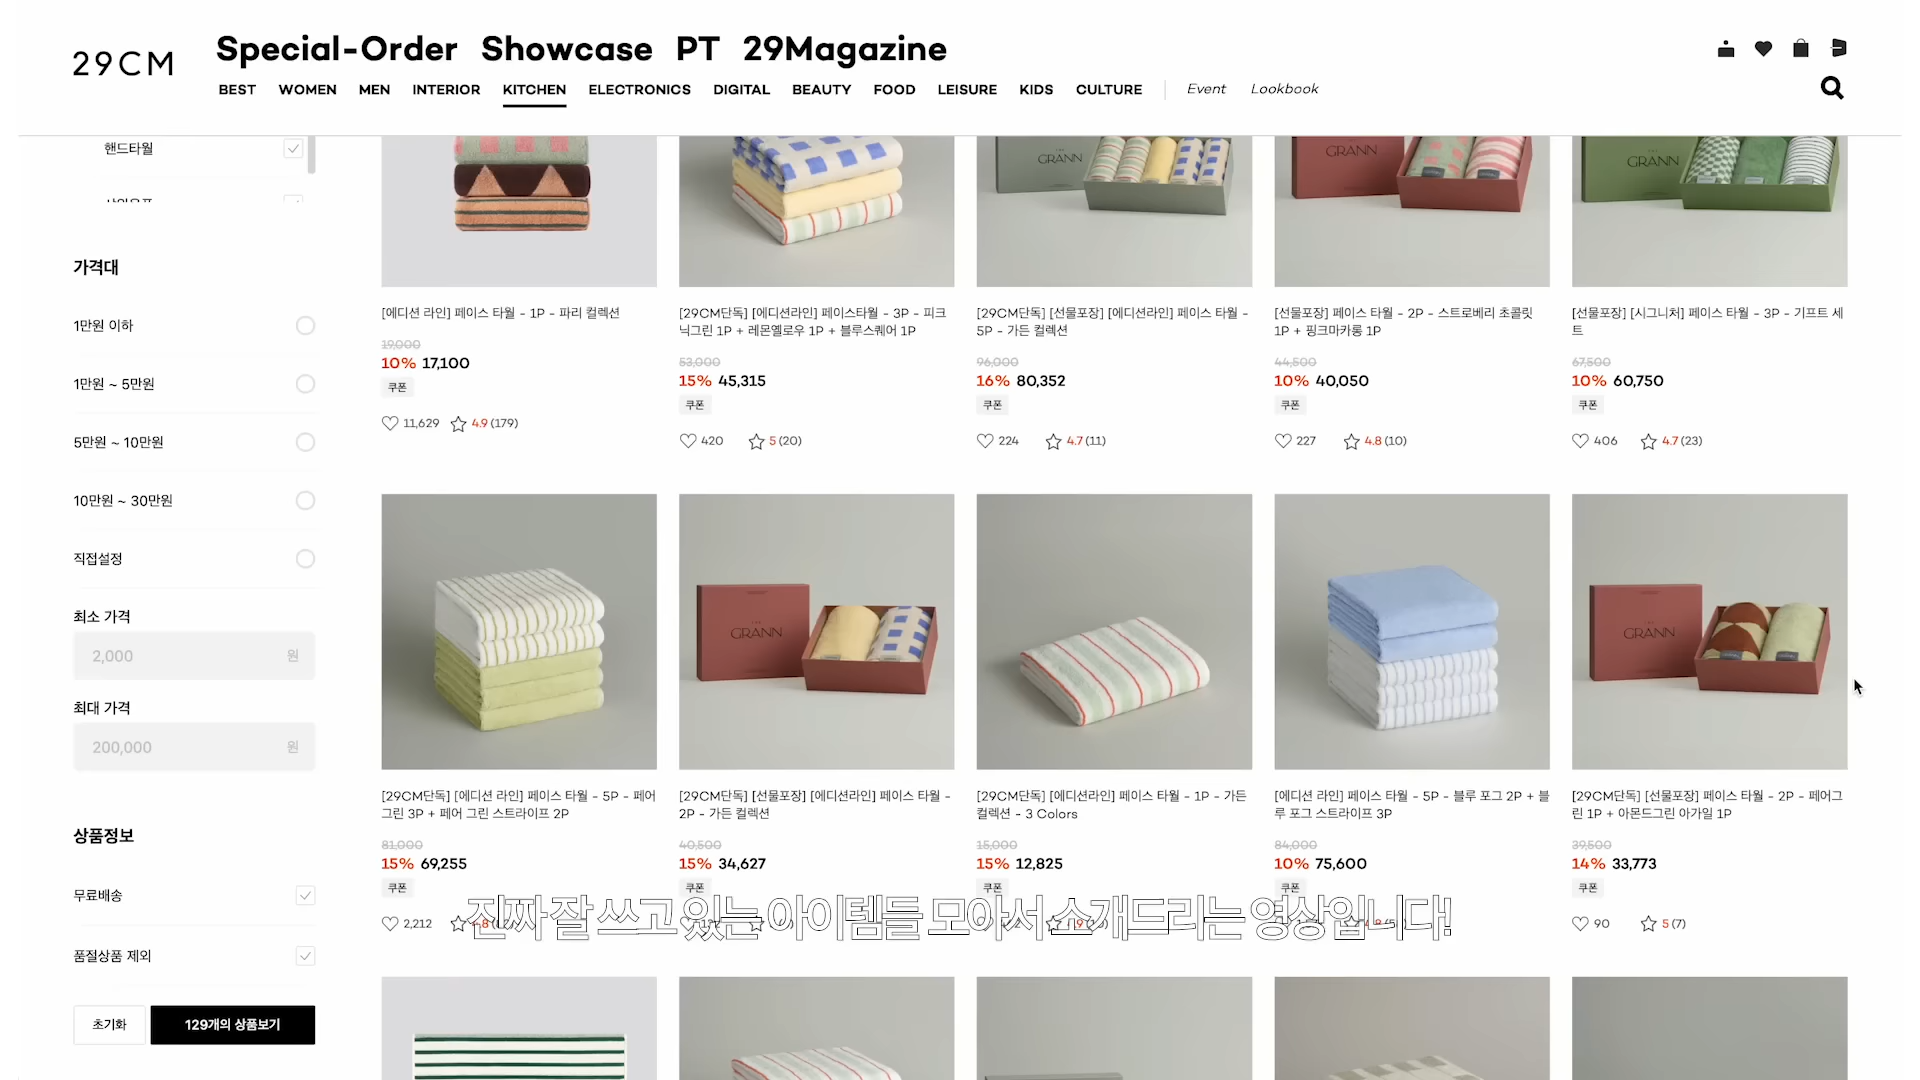 29CM
Special-Order Showcase PT 29Magazine
BEST WOMEN MEN INTERIOR KITCHEN ELECTRONICS DIGITAL BEAUTY FOOD LEISURE KIDS CULTURE Event Lookbook
핸드타월
가격대
1만원 이하
1만원 ~ 5만원
5만원 ~ 10만원
10만원 ~ 30만원
직접설정
최소 가격
2,000 원
최대 가격
200,000 원
상품정보
무료배송
품절상품 제외
초기화
129개의 상품보기
GRANN
GRANN
GRANN
[에디션 라인] 페이스 타월 - 1P - 파리 컬렉션
19,000
10% 17,100
쿠폰
11,629 4.9 (179)
[29CM단독] [에디션라인] 페이스타월 - 3P - 피크
닉그린 1P + 레몬옐로우 1P + 블루스퀘어 1P
53,000
15% 45,315
쿠폰
420 5 (20)
[29CM단독] [선물포장] [에디션라인] 페이스 타월 -
5P - 가든 컬렉션
96,000
16% 80,352
쿠폰
224 4.7 (11)
[선물포장] 페이스 타월 - 2P - 스트로베리 초콜릿
1P + 핑크마카롱 1P
44,500
10% 40,050
쿠폰
227 4.8 (10)
[선물포장] [시그니처] 페이스 타월 - 3P - 기프트 세
트
67,500
10% 60,750
쿠폰
406 4.7 (23)
GRANN
GRANN
[29CM단독] [에디션 라인] 페이스 타월 - 5P - 페어
그린 3P + 페어 그린 스트라이프 2P
81,000
15% 69,255
쿠폰
2,212
[29CM단독] [선물포장] [에디션라인] 페이스 타월 -
2P - 가든 컬렉션
40,500
15% 34,627
쿠폰
[29CM단독] [에디션라인] 페이스 타월 - 1P - 가든
컬렉션 - 3 Colors
15,000
15% 12,825
쿠폰
[에디션 라인] 페이스 타월 - 5P - 블루 포그 2P + 블
루 포그 스트라이프 3P
84,000
10% 75,600
쿠폰
[29CM단독] [선물포장] 페이스 타월 - 2P - 페어그
린 1P + 아몬드그린 아가일 1P
39,500
14% 33,773
쿠폰
90 5 (7)
진짜 잘 쓰고 있는 아이템들 모아서 소개드리는 영상입니다!